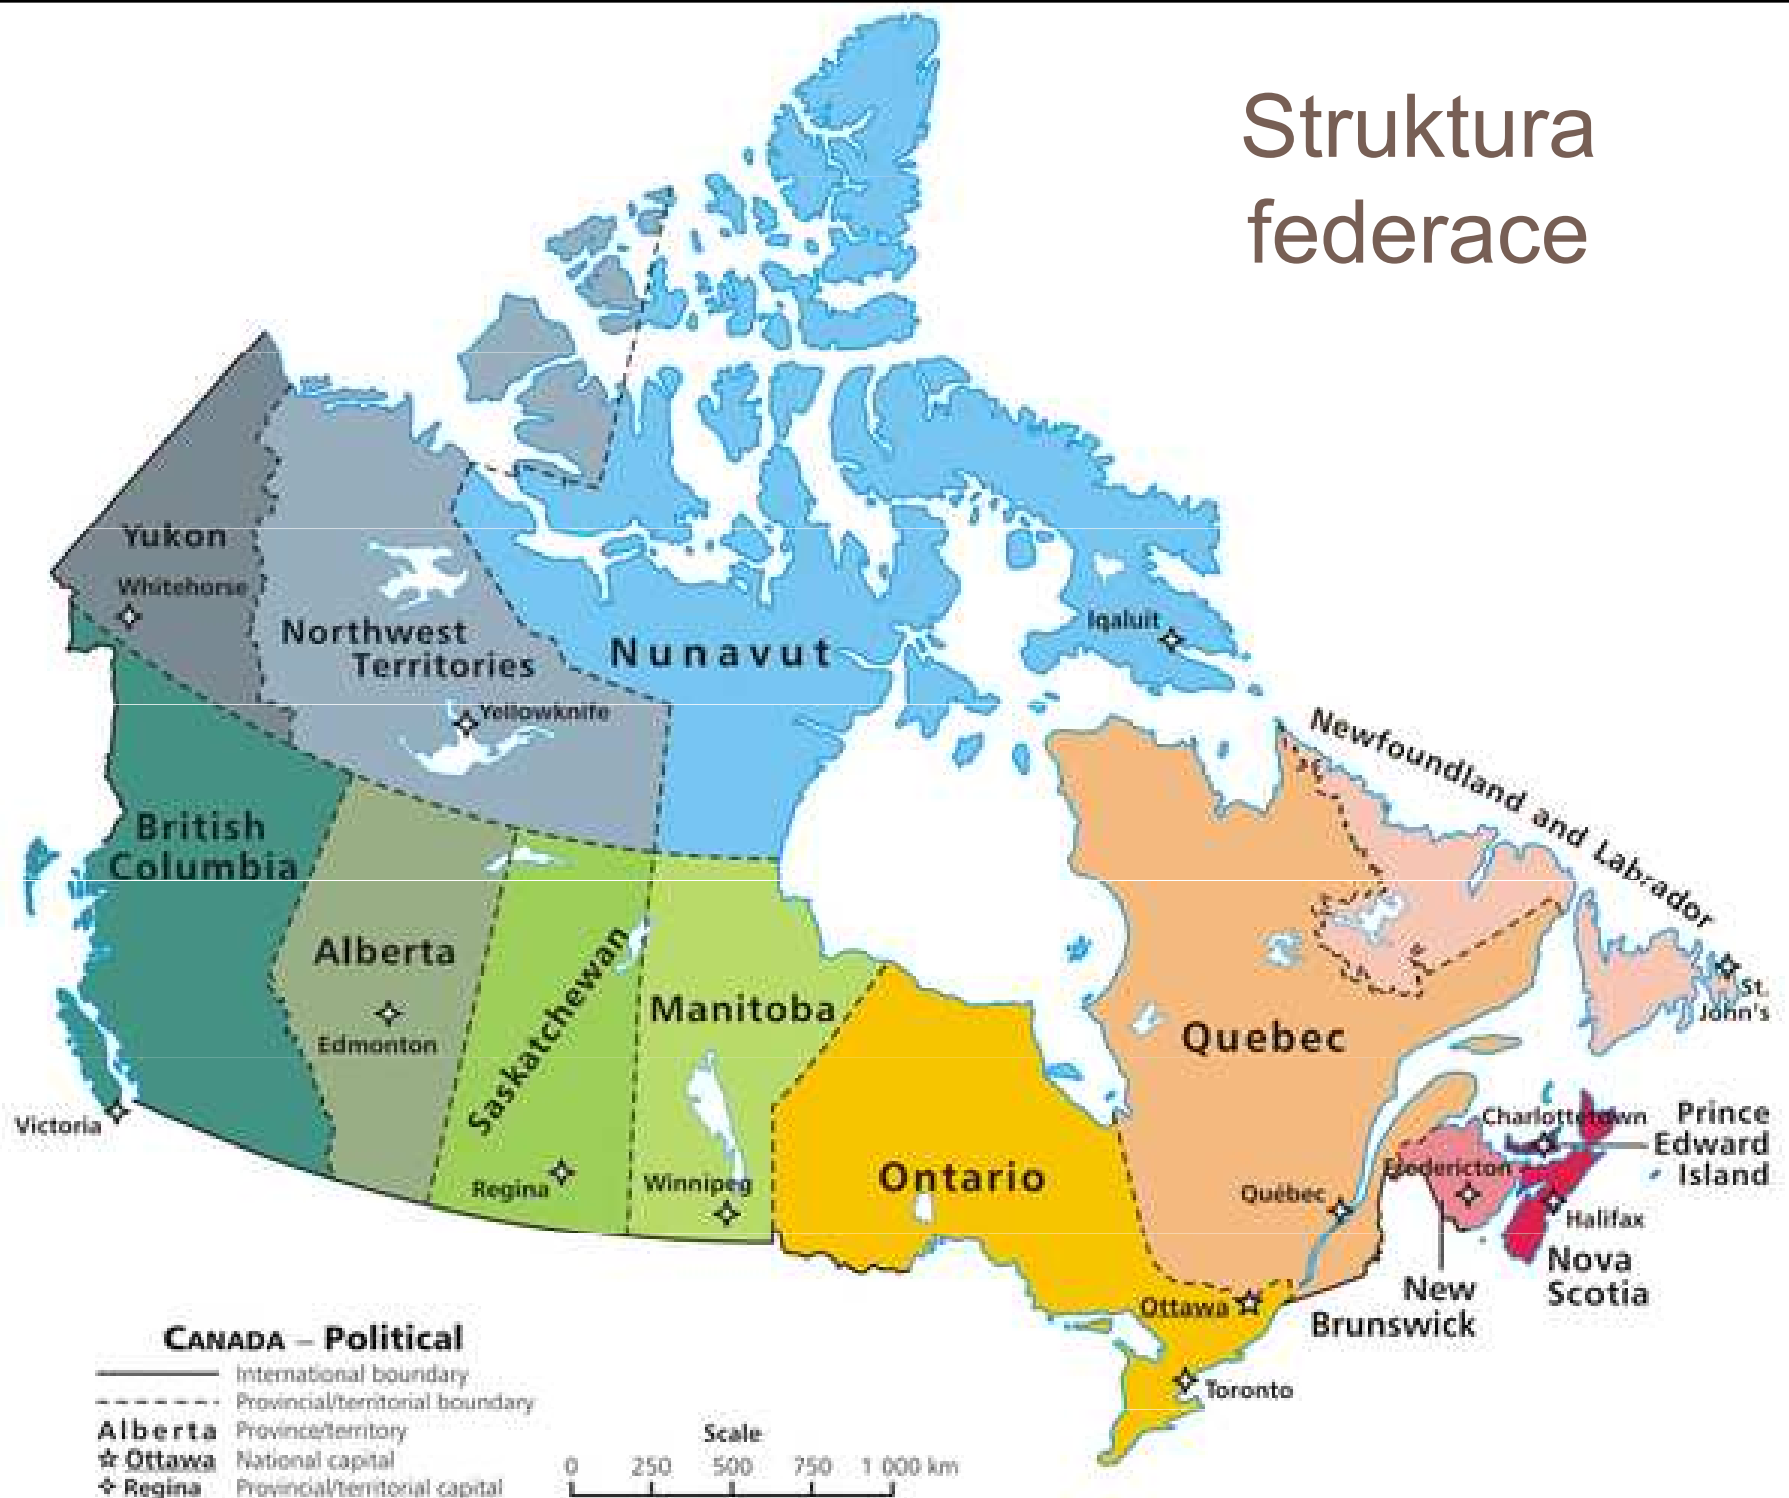 Struktura
federace
Yukon
Whitehorse
Northwest
Territories
Yellowknife
Nunavut
Iqaluit
Newfoundland and Labrador
St.
John's
British
Columbia
Victoria
Alberta
Edmonton
Saskatchewan
Regina
Manitoba
Winnipeg
Ontario
Ottawa
Toronto
Quebec
Québec
Charlottetown
Prince
Edward
Island
Fredericton
Halifax
Nova
Scotia
New
Brunswick
CANADA – Political
International boundary
Provincial/territorial boundary
Alberta Province/territory
Ottawa National capital
Regina Provincial/territorial capital
Scale
0 250 500 750 1 000 km